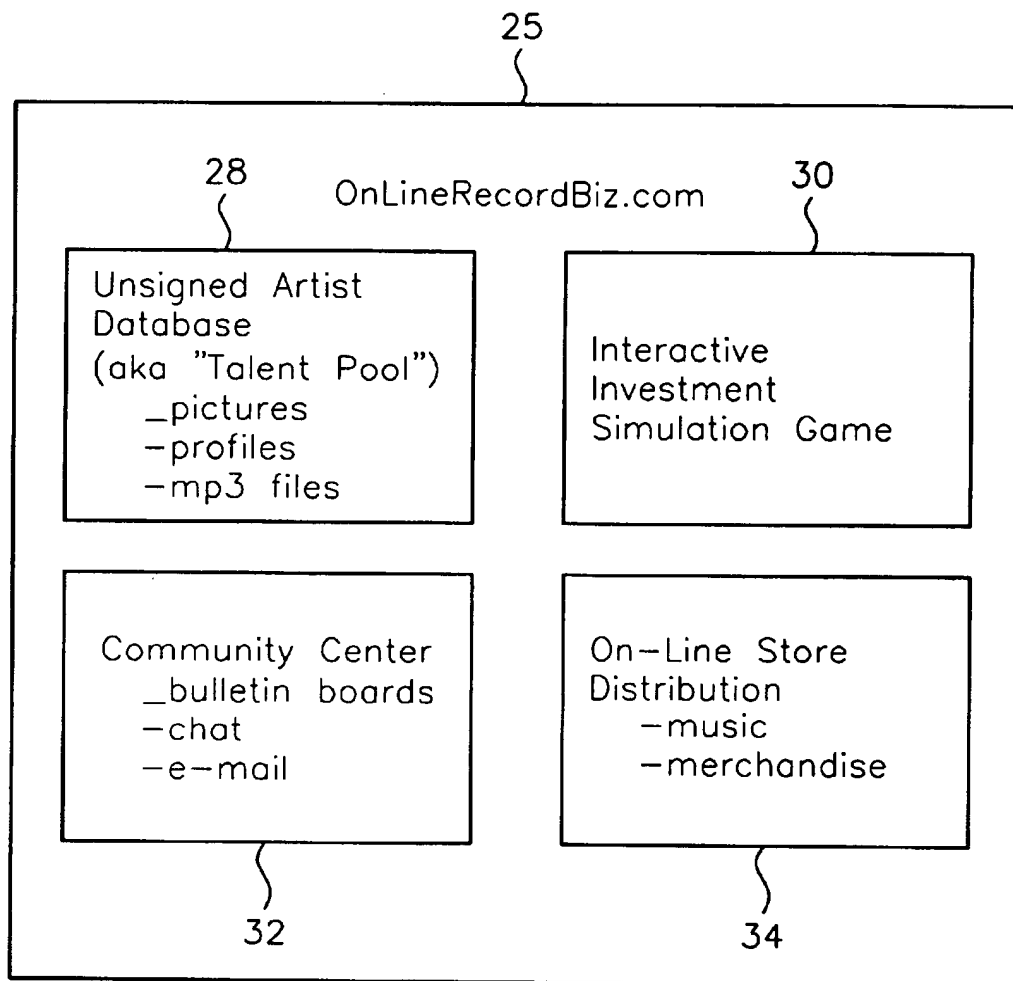 25
OnLineRecordBiz.com
28
Unsigned Artist
Database
(aka "Talent Pool")
_pictures
-profiles
-mp3 files
30
Interactive
Investment
Simulation Game
Community Center
_bulletin boards
-chat
-e-mail
32
On-Line Store
Distribution
-music
-merchandise
34